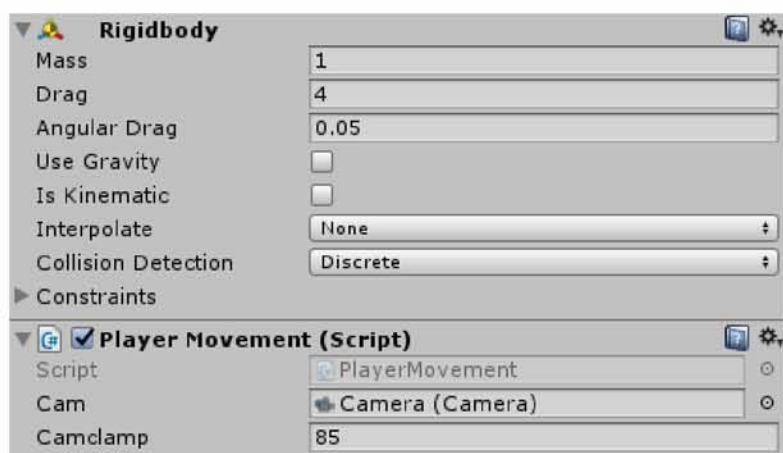 Rigidbody
Mass 1
Drag 4
Angular Drag 0.05
Use Gravity
Is Kinematic
Interpolate None
Collision Detection Discrete
Constraints
C# Player Movement (Script)
Script PlayerMovement
Cam Camera (Camera)
Camclamp 85